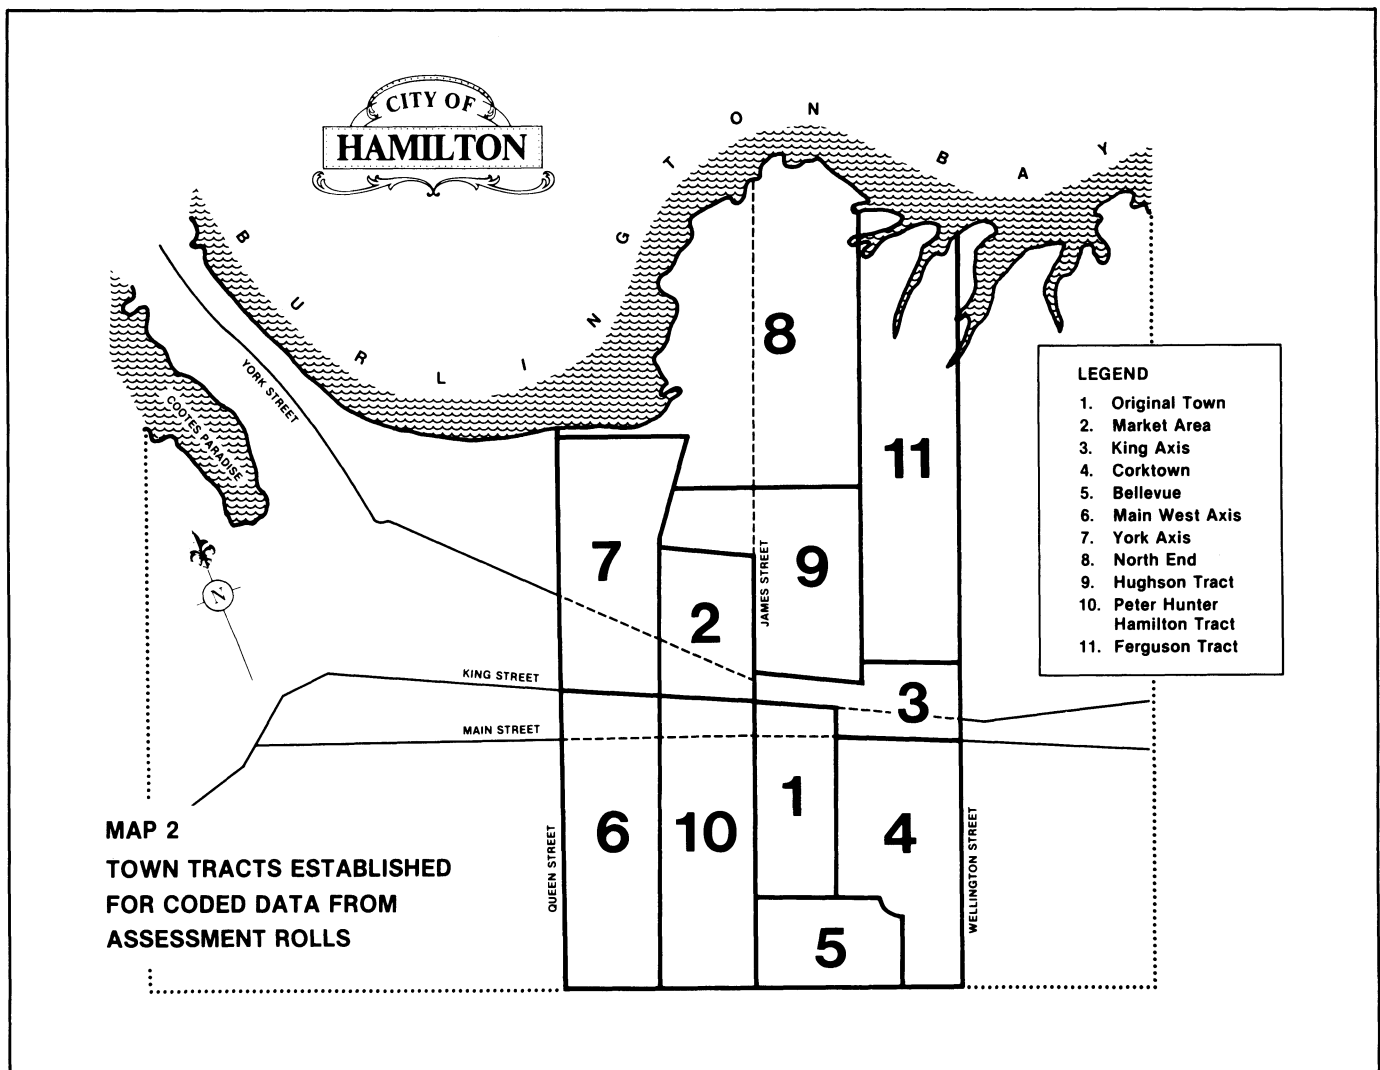 CITY OF
HAMILTON
BURLINGTON BAY
YORK STREET
COOTES PARADISE
N
8
11
7
9
2
JAMES STREET
KING STREET
3
MAIN STREET
1
6
10
4
QUEEN STREET
WELLINGTON STREET
5
LEGEND
1. Original Town
2. Market Area
3. King Axis
4. Corktown
5. Bellevue
6. Main West Axis
7. York Axis
8. North End
9. Hughson Tract
10. Peter Hunter
Hamilton Tract
11. Ferguson Tract
MAP 2
TOWN TRACTS ESTABLISHED
FOR CODED DATA FROM
ASSESSMENT ROLLS